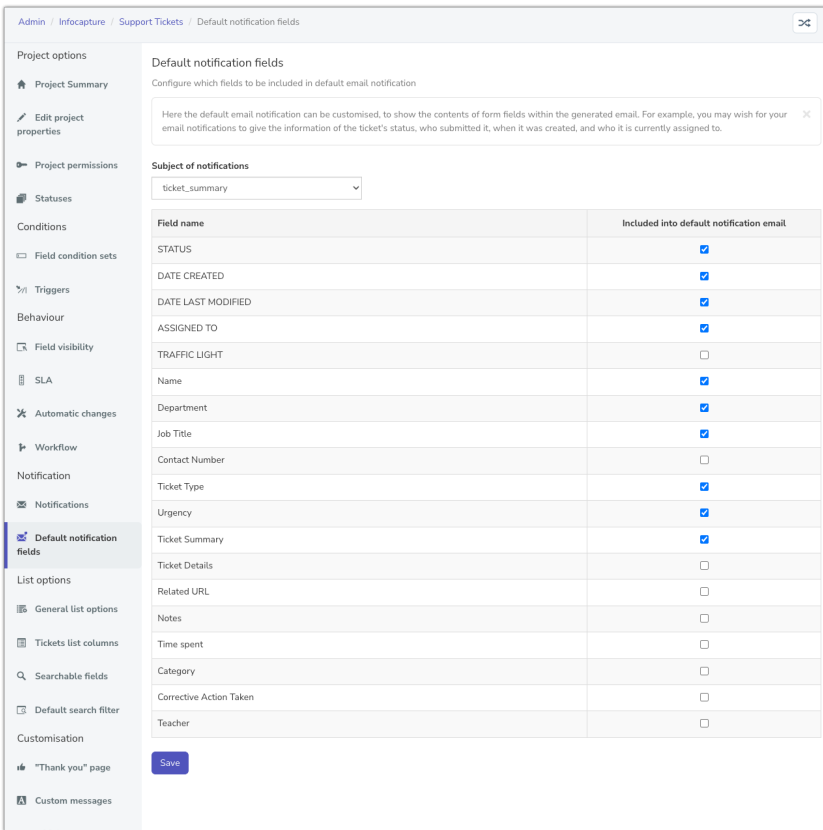 Admin / Infocapture / Support Tickets / Default notification fields
Project options
Project Summary
Edit project
properties
Project permissions
Statuses
Conditions
Field condition sets
Triggers
Behaviour
Field visibility
SLA
Automatic changes
Workflow
Notification
Notifications
Default notification
fields
List options
General list options
Tickets list columns
Searchable fields
Default search filter
Customisation
"Thank you" page
Custom messages
Default notification fields
Configure which fields to be included in default email notification
Here the default email notification can be customised, to show the contents of form fields within the generated email. For example, you may wish for your
email notifications to give the information of the ticket's status, who submitted it, when it was created, and who it is currently assigned to.
Subject of notifications
ticket_summary
Field name Included into default notification email
STATUS
DATE CREATED
DATE LAST MODIFIED
ASSIGNED TO
TRAFFIC LIGHT
Name
Department
Job Title
Contact Number
Ticket Type
Urgency
Ticket Summary
Ticket Details
Related URL
Notes
Time spent
Category
Corrective Action Taken
Teacher
Save